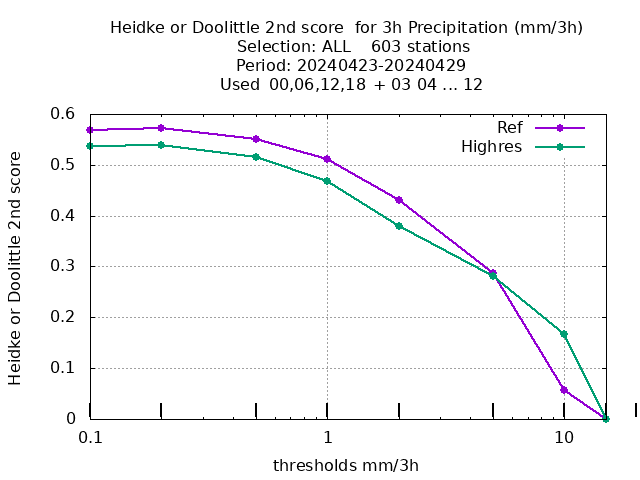 Heidke or Doolittle 2nd score  for 3h Precipitation (mm/3h)
Selection: ALL    603 stations
Period: 20240423-20240429
Used  00,06,12,18  + 03 04 ... 12
Ref
Highres
0.6
0.5
0.4
0.3
0.2
0.1
0
Heidke or Doolittle 2nd score
0.1
1
10
thresholds mm/3h